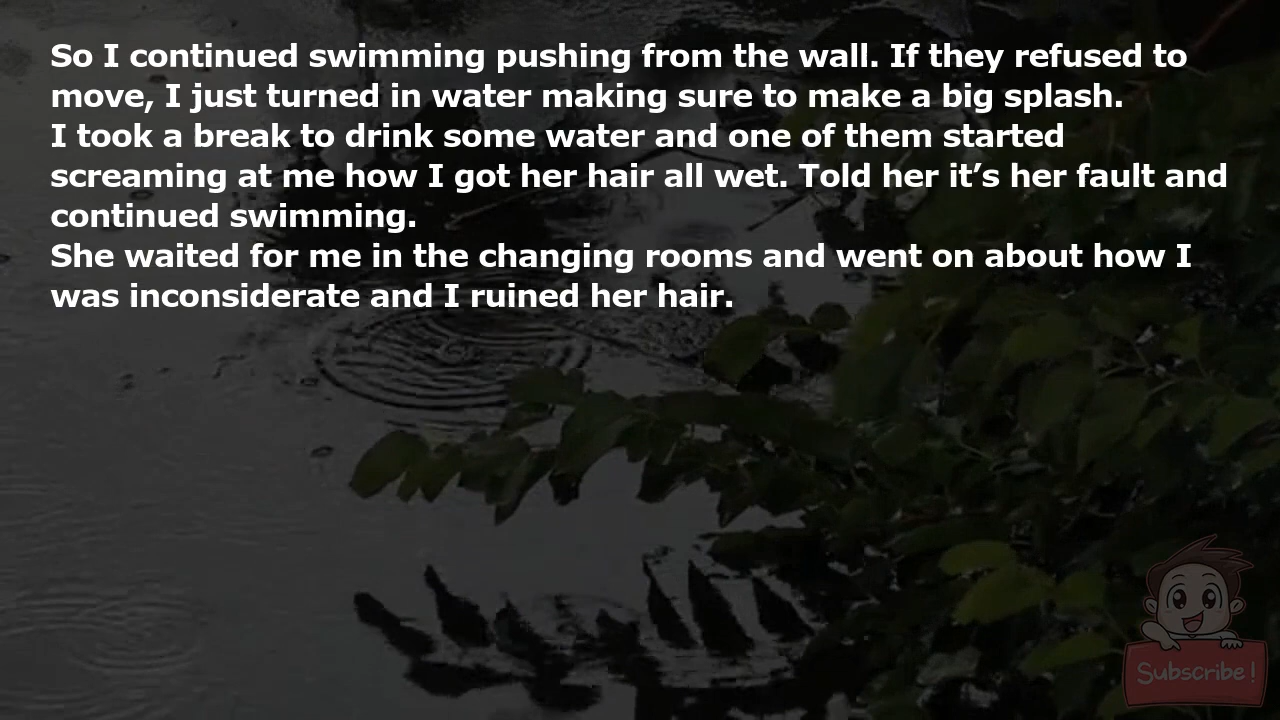 So I continued swimming pushing from the wall. If they refused to
move, I just turned in water making sure to make a big splash.
I took a break to drink some water and one of them started
screaming at me how I got her hair all wet. Told her it’s her fault and
continued swimming.
She waited for me in the changing rooms and went on about how I
was inconsiderate and I ruined her hair.
Subscribe!